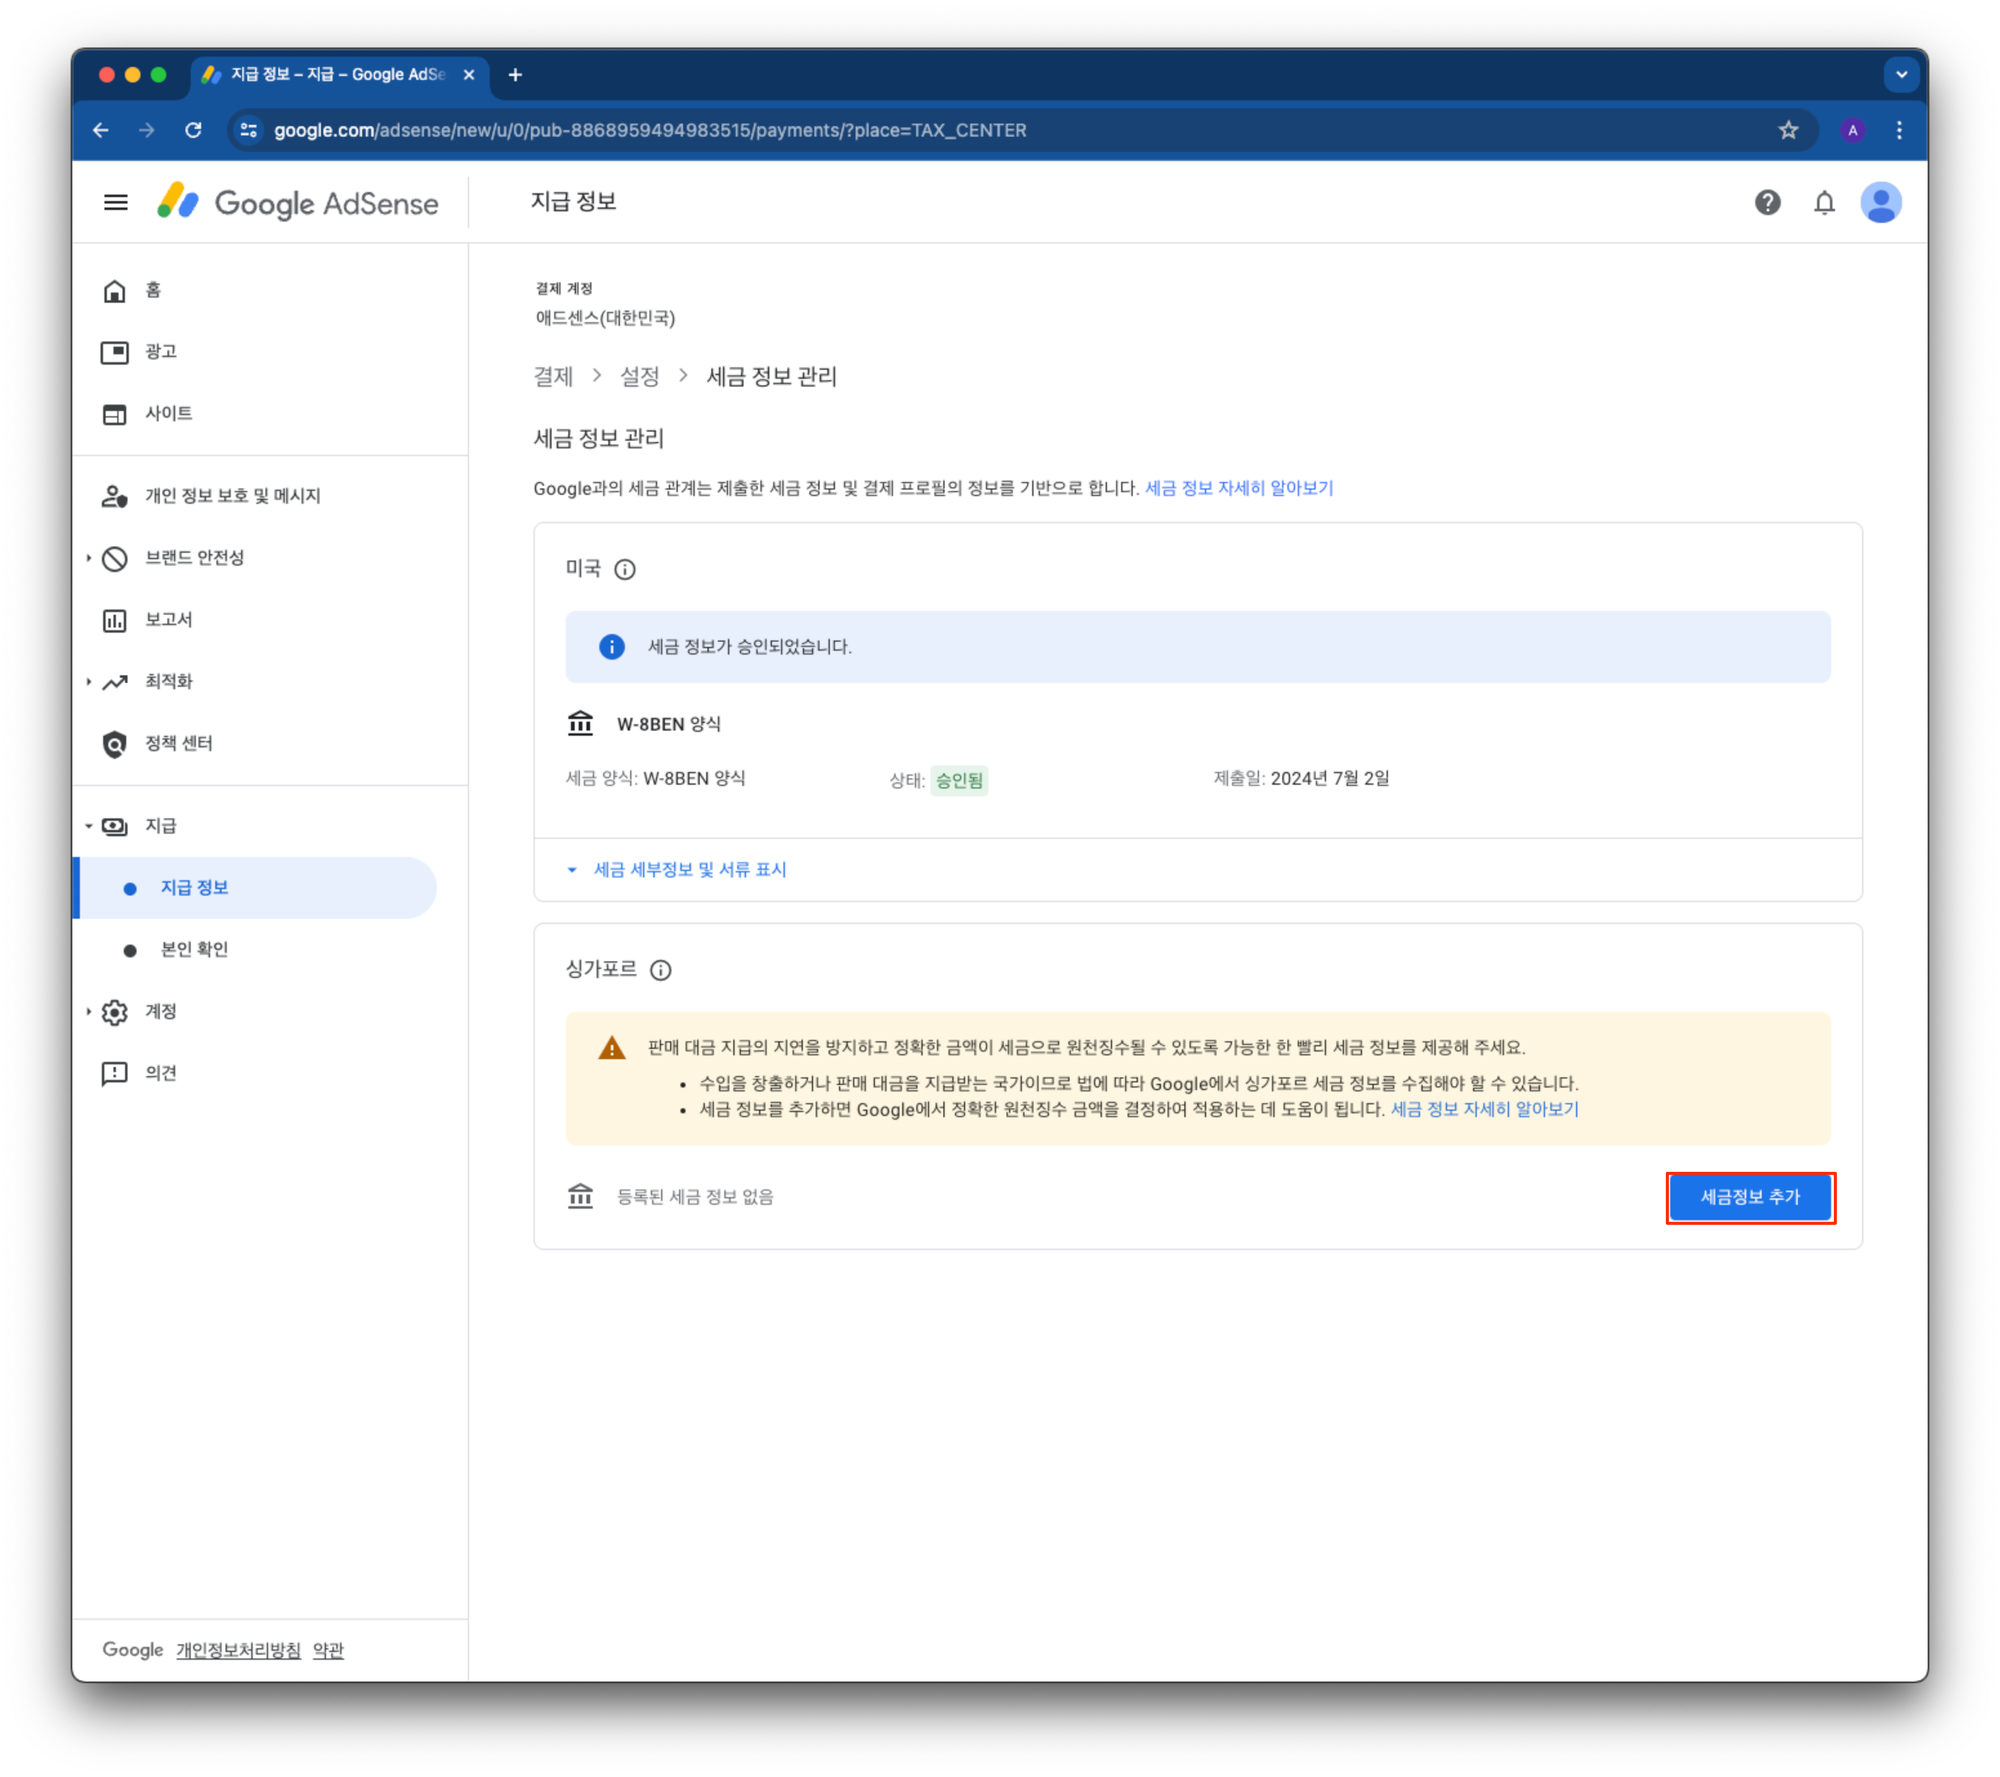 지급 정보 – 지급 – Google AdSe
google.com/adsense/new/u/0/pub-8868959494983515/payments/?place=TAX_CENTER
A
Google AdSense
지급 정보
홈
광고
사이트
개인 정보 보호 및 메시지
브랜드 안전성
보고서
최적화
정책 센터
지급
지급 정보
본인 확인
계정
의견
Google 개인정보처리방침 약관
결제 계정
애드센스(대한민국)
결제 > 설정 > 세금 정보 관리
세금 정보 관리
Google과의 세금 관계는 제출한 세금 정보 및 결제 프로필의 정보를 기반으로 합니다. 세금 정보 자세히 알아보기
미국
세금 정보가 승인되었습니다.
W-8BEN 양식
세금 양식: W-8BEN 양식 상태: 승인됨 제출일: 2024년 7월 2일
세금 세부정보 및 서류 표시
싱가포르
판매 대금 지급의 지연을 방지하고 정확한 금액이 세금으로 원천징수될 수 있도록 가능한 한 빨리 세금 정보를 제공해 주세요.
• 수입을 창출하거나 판매 대금을 지급받는 국가이므로 법에 따라 Google에서 싱가포르 세금 정보를 수집해야 할 수 있습니다.
• 세금 정보를 추가하면 Google에서 정확한 원천징수 금액을 결정하여 적용하는 데 도움이 됩니다. 세금 정보 자세히 알아보기
등록된 세금 정보 없음
세금정보 추가